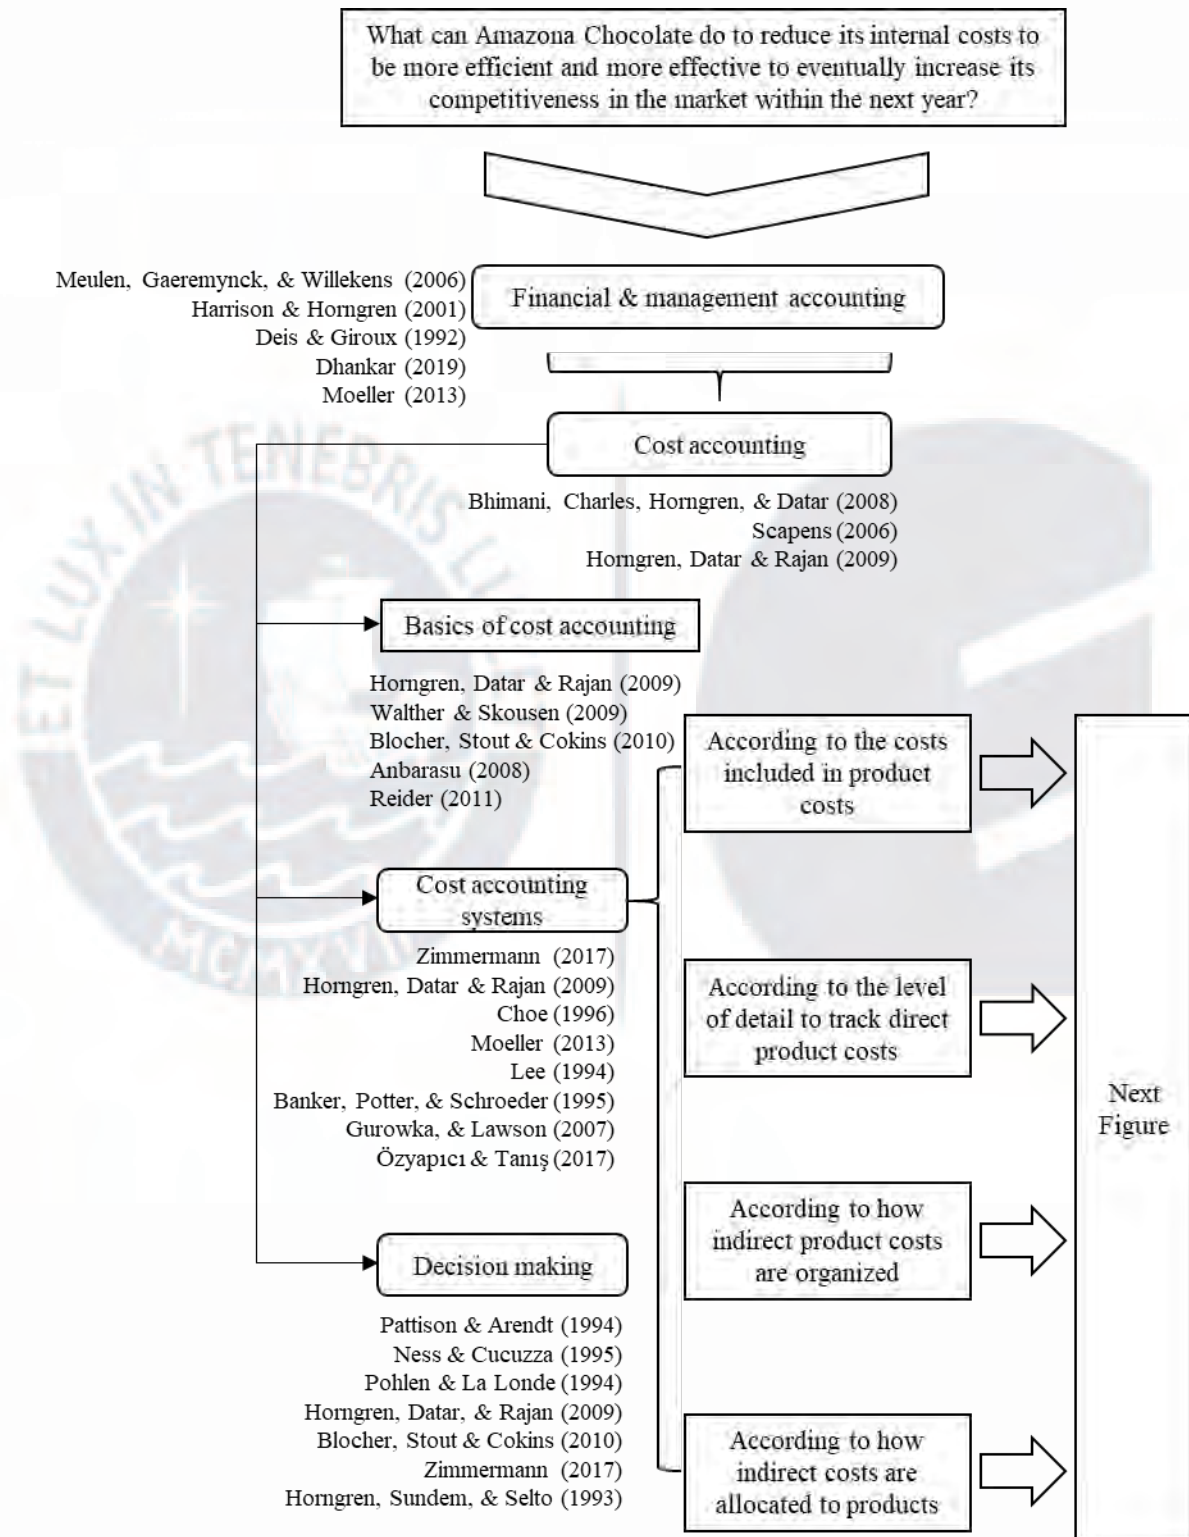 What can Amazona Chocolate do to reduce its internal costs to
be more efficient and more effective to eventually increase its
competitiveness in the market within the next year?
Meulen, Gaeremynck, & Willekens (2006)
Harrison & Horngren (2001)
Deis & Giroux (1992)
Dhankar (2019)
Moeller (2013)
Financial & management accounting
Cost accounting
Bhimani, Charles, Horngren, & Datar (2008)
Scapens (2006)
Horngren, Datar & Rajan (2009)
Basics of cost accounting
Horngren, Datar & Rajan (2009)
Walther & Skousen (2009)
Blocher, Stout & Cokins (2010)
Anbarasu (2008)
Reider (2011)
Cost accounting
systems
Zimmermann (2017)
Horngren, Datar & Rajan (2009)
Choe (1996)
Moeller (2013)
Lee (1994)
Banker, Potter, & Schroeder (1995)
Gurowka, & Lawson (2007)
Özyapıcı & Tanış (2017)
Decision making
Pattison & Arendt (1994)
Ness & Cucuzza (1995)
Pohlen & La Londe (1994)
Horngren, Datar, & Rajan (2009)
Blocher, Stout & Cokins (2010)
Zimmermann (2017)
Horngren, Sundem, & Selto (1993)
According to the costs
included in product
costs
According to the level
of detail to track direct
product costs
According to how
indirect product costs
are organized
According to how
indirect costs are
allocated to products
Next
Figure
ET LUX IN TENEBRIS